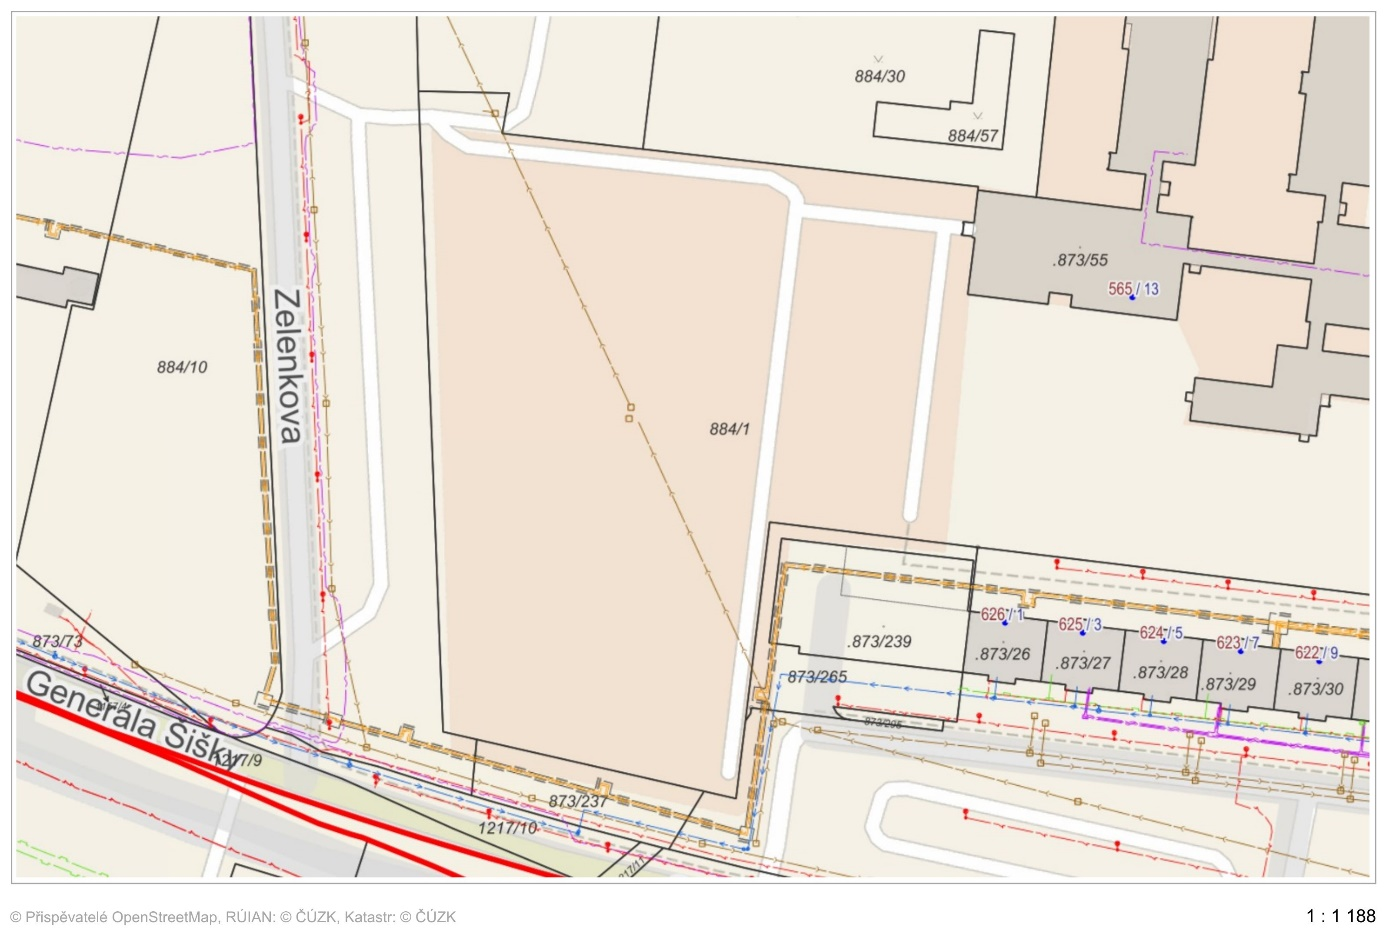 884/30
884/57
.873/55
565 / 13
Zelenkova
884/10
884/1
873/73
626 / 1
625 / 3
624 / 5
623 / 7
622 / 9
.873/239
.873/26
.873/27
.873/28
.873/29
.873/30
873/265
Generála Šišky
1217/9
873/237
1217/10
© Přispěvatelé OpenStreetMap, RÚIAN: © ČÚZK, Katastr: © ČÚZK
1 : 1 188